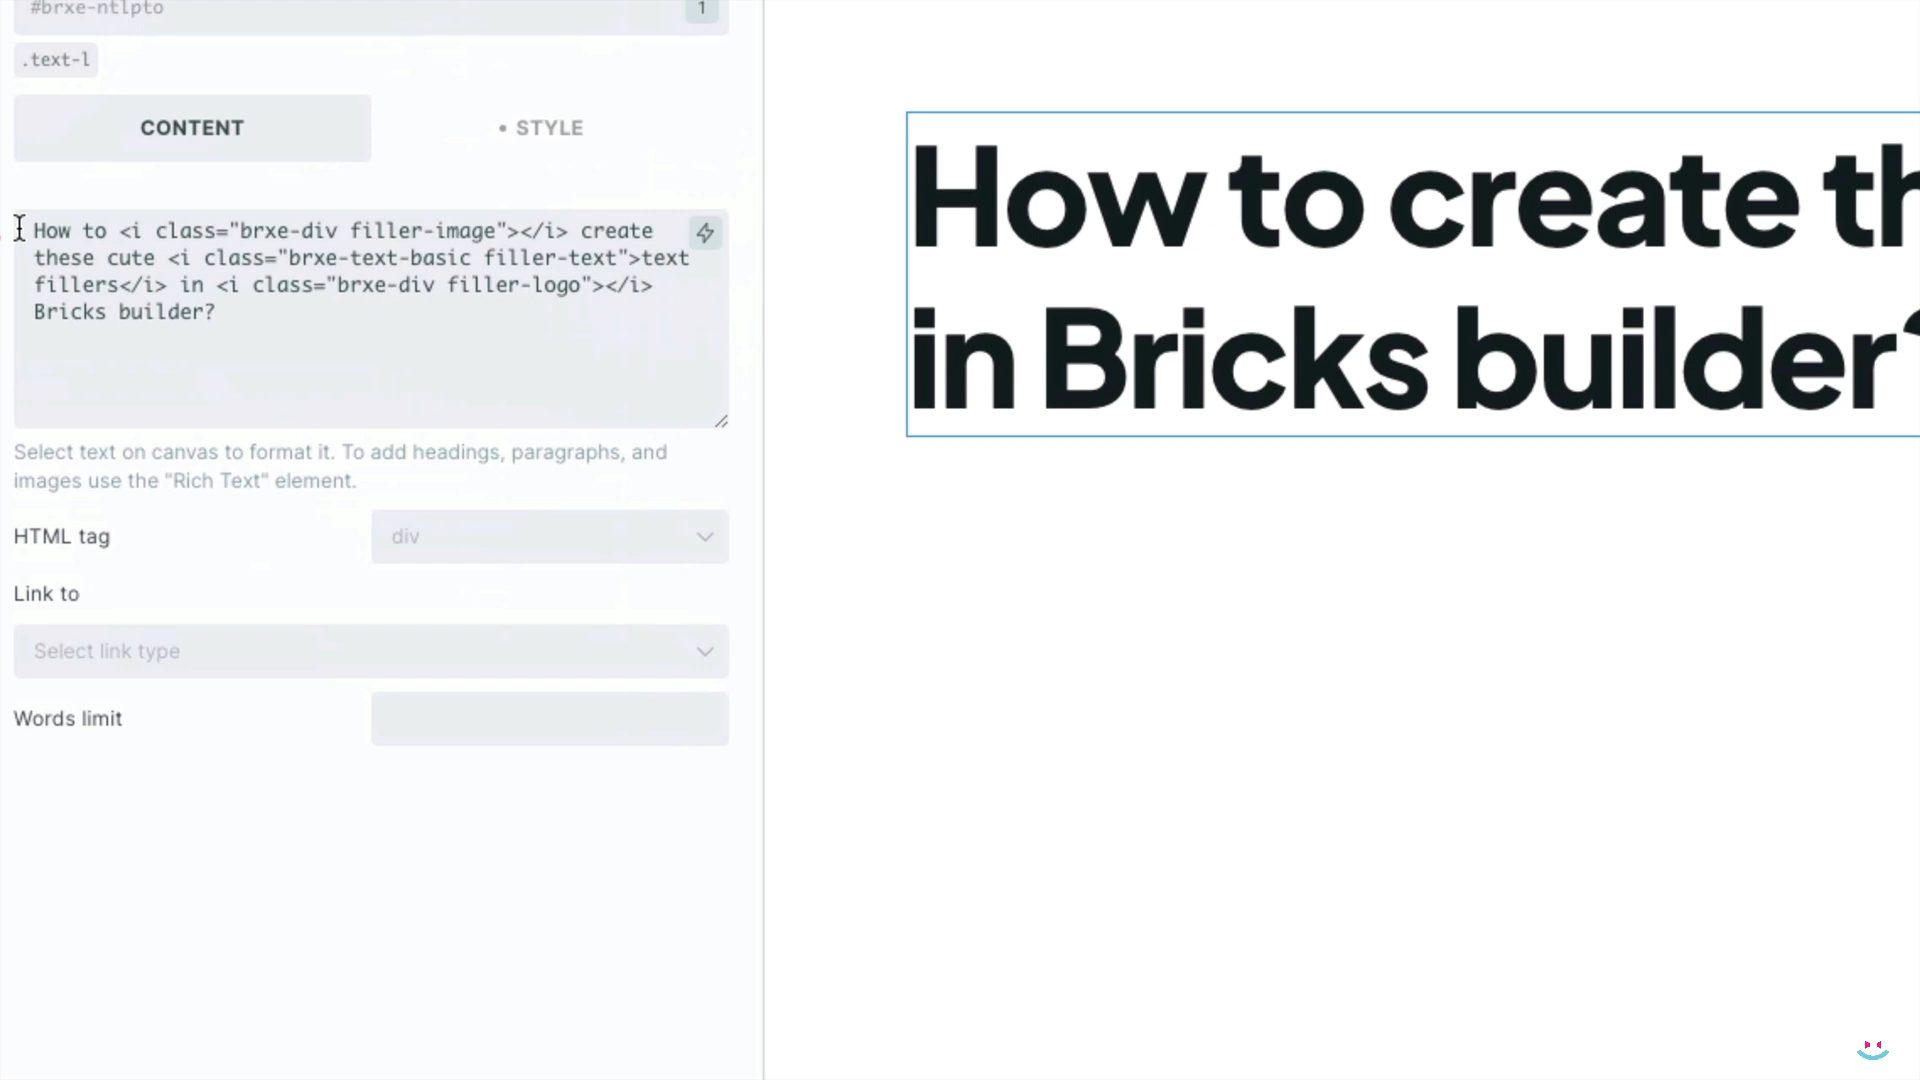 #brxe-ntlpto
1
.text-l
CONTENT
• STYLE
How to <i class="brxe-div filler-image"></i> create
these cute <i class="brxe-text-basic filler-text">text
fillers</i> in <i class="brxe-div filler-logo"></i>
Bricks builder?
Select text on canvas to format it. To add headings, paragraphs, and
images use the "Rich Text" element.
HTML tag
div
Link to
Select link type
Words limit
How to create th
in Bricks builder?